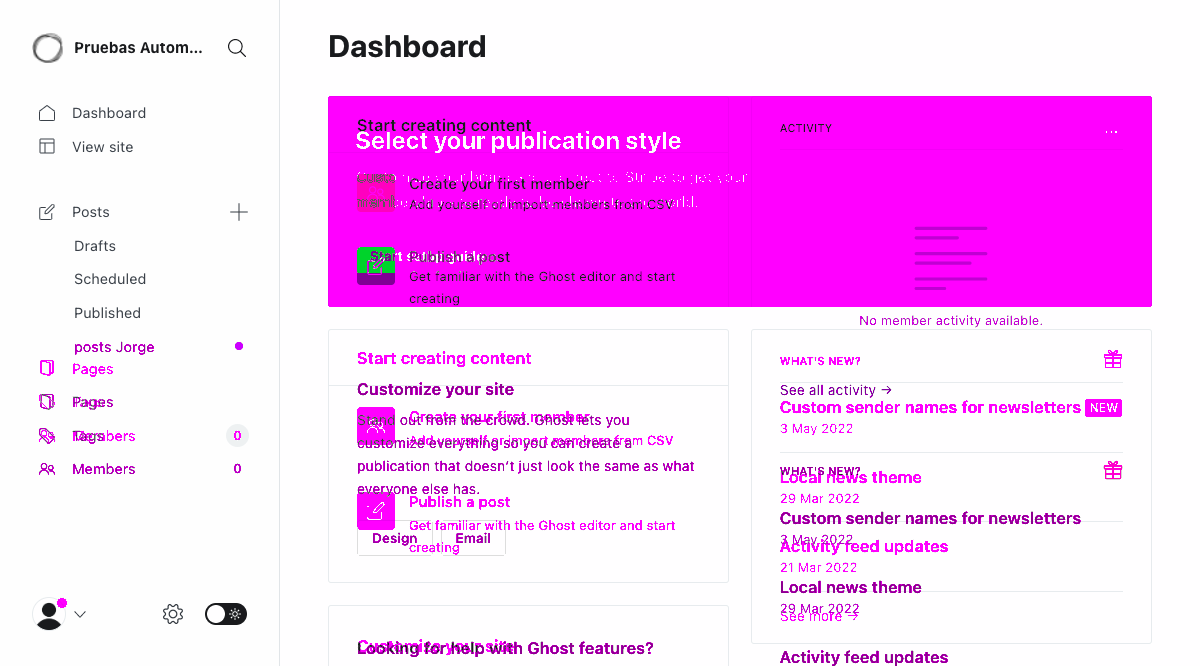 Pruebas Autom...
Dashboard
Dashboard
View site
Posts
Drafts
Scheduled
Published
posts Jorge
Pages
Pages
Tags
Members
0
Members
0
Start creating content
Select your publication style
ACTIVITY
Create your first member
Add yourself or import members from CSV
Start setup guide
Publish a post
Get familiar with the Ghost editor and start
creating
No member activity available.
Start creating content
Customize your site
Create your first member
Stand out from the crowd. Ghost lets you
Add yourself or import members from CSV
customize everything so you can create a
publication that doesn’t just look the same as what
everyone else has.
Publish a post
Get familiar with the Ghost editor and start
creating
Design
Email
Customize your site
Looking for help with Ghost features?
WHAT'S NEW?
See all activity →
Custom sender names for newsletters NEW
3 May 2022
WHAT'S NEW?
Local news theme
29 Mar 2022
Custom sender names for newsletters
3 May 2022
Activity feed updates
21 Mar 2022
Local news theme
29 Mar 2022
See more →
Activity feed updates